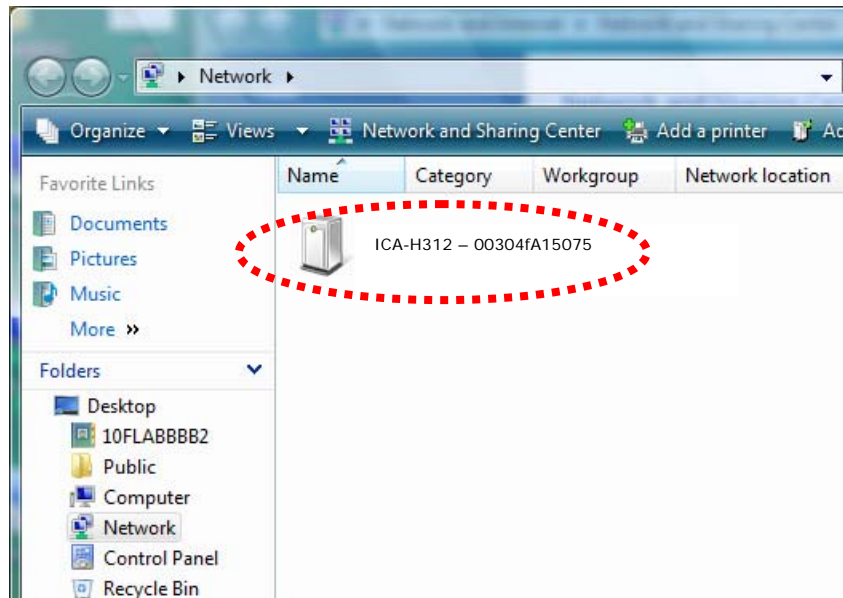 Network
Organize Views Network and Sharing Center Add a printer Ad
Favorite Links
Documents
Pictures
Music
More »
Folders
Desktop
10FLABBBB2
Public
Computer
Network
Control Panel
Recycle Bin
Name Category Workgroup Network location
ICA-H312 – 00304fA15075